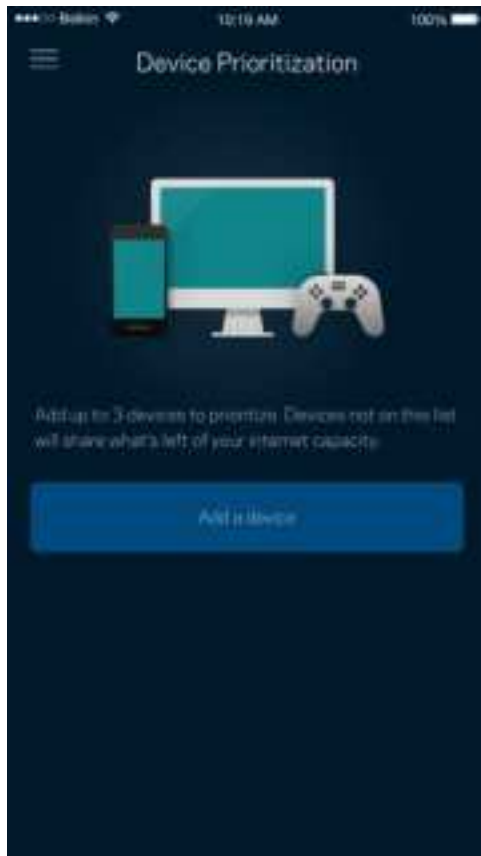 Belkin 10:19 AM 100%
Device Prioritization
Add up to 3 devices to prioritize. Devices not on this list
will share what's left of your internet capacity.
Add a device